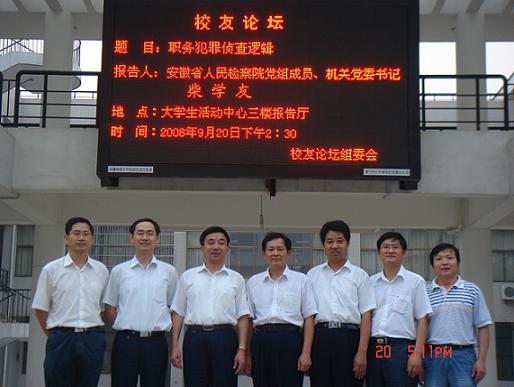 校友论坛
题 目：职务犯罪侦查逻辑
报告人：安徽省人民检察院党组成员、机关党委书记
柴学友
地 点：大学生活动中心三楼报告厅
时 间：2008年9月20日下午2：30
校友论坛组委会
20 5:11PM